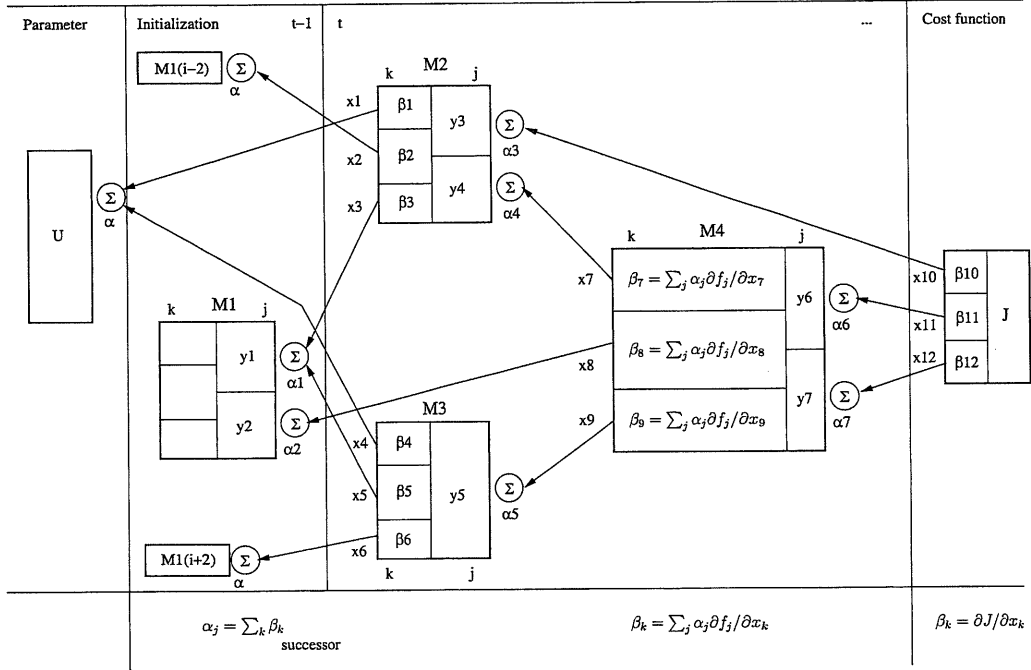 Parameter
Initialization
t−1
t
...
Cost function
M1(i−2)
Σ
α
M2
k
j
x1
β1
y3
Σ
α3
x2
β2
x3
β3
y4
Σ
α4
U
Σ
α
k
M1
j
y1
Σ
α1
y2
Σ
α2
k
M4
j
x7
β₇ = ∑ⱼ αⱼ∂fⱼ/∂x₇
y6
Σ
α6
x8
β₈ = ∑ⱼ αⱼ∂fⱼ/∂x₈
x9
β₉ = ∑ⱼ αⱼ∂fⱼ/∂x₉
y7
Σ
α7
x10
β10
x11
β11
J
x12
β12
M3
x4
β4
x5
β5
y5
Σ
α5
x6
β6
k
j
M1(i+2)
Σ
α
αⱼ = ∑ₖ βₖ
successor
βₖ = ∑ⱼ αⱼ∂fⱼ/∂xₖ
βₖ = ∂J/∂xₖ